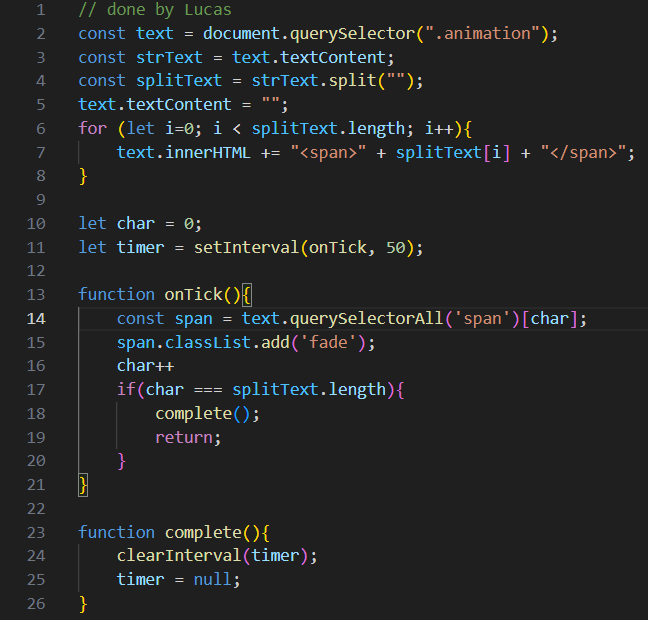 1 // done by Lucas
2 const text = document.querySelector(".animation");
3 const strText = text.textContent;
4 const splitText = strText.split("");
5 text.textContent = "";
6 for (let i=0; i < splitText.length; i++){
7     text.innerHTML += "<span>" + splitText[i] + "</span>";
8 }
9
10 let char = 0;
11 let timer = setInterval(onTick, 50);
12
13 function onTick(){
14     const span = text.querySelectorAll('span')[char];
15     span.classList.add('fade');
16     char++
17     if(char === splitText.length){
18         complete();
19         return;
20     }
21 }
22
23 function complete(){
24     clearInterval(timer);
25     timer = null;
26 }